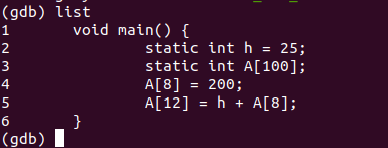 (gdb) list
1 void main() {
2 static int h = 25;
3 static int A[100];
4 A[8] = 200;
5 A[12] = h + A[8];
6 }
(gdb)